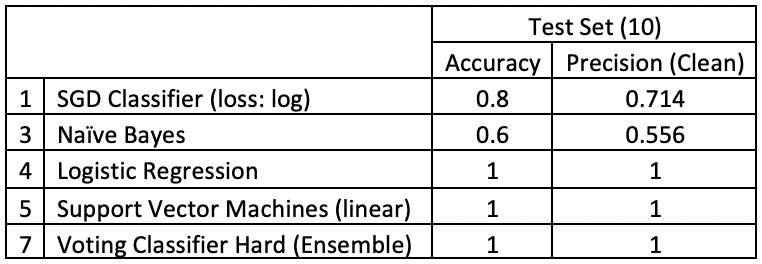 Test Set (10)
Accuracy Precision (Clean)
1 SGD Classifier (loss: log) 0.8 0.714
3 Naïve Bayes 0.6 0.556
4 Logistic Regression 1 1
5 Support Vector Machines (linear) 1 1
7 Voting Classifier Hard (Ensemble) 1 1